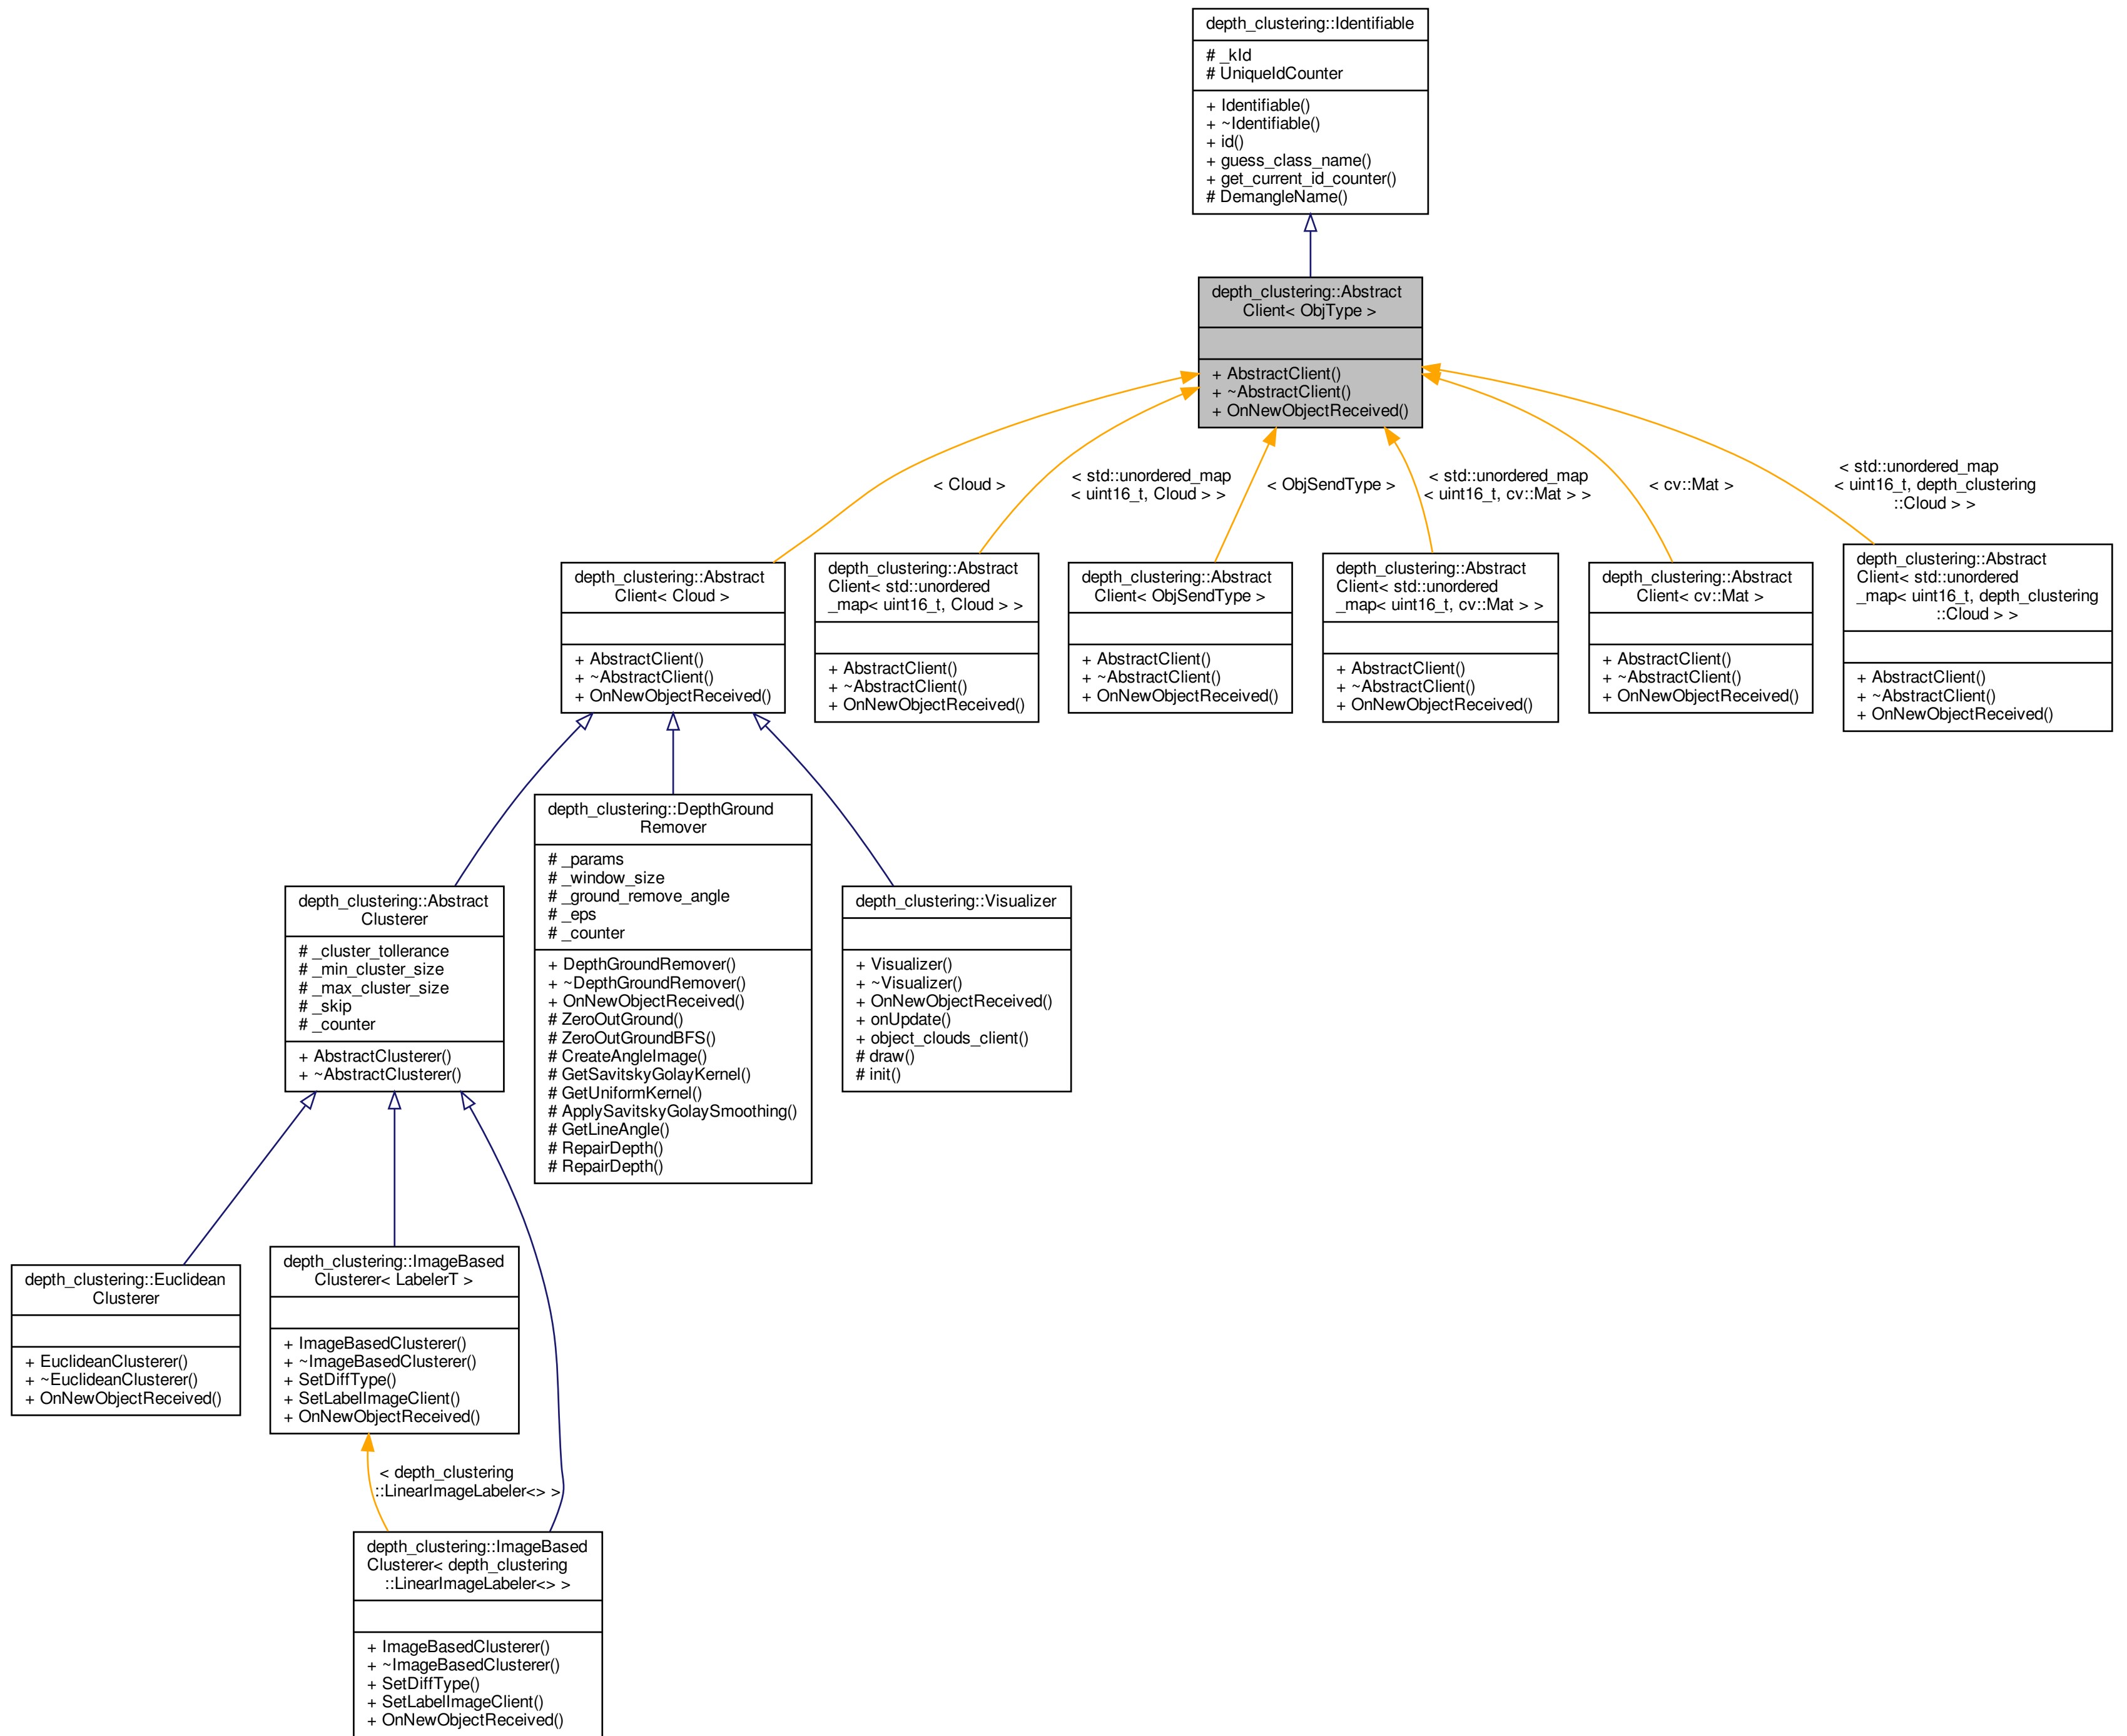 depth_clustering::Identifiable
# _kId
# UniqueIdCounter
+ Identifiable()
+ ~Identifiable()
+ id()
+ guess_class_name()
+ get_current_id_counter()
# DemangleName()
depth_clustering::Abstract
Client< ObjType >
+ AbstractClient()
+ ~AbstractClient()
+ OnNewObjectReceived()
< Cloud >
< std::unordered_map
< uint16_t, Cloud > >
< ObjSendType >
< std::unordered_map
< uint16_t, cv::Mat > >
< cv::Mat >
< std::unordered_map
< uint16_t, depth_clustering
::Cloud > >
depth_clustering::Abstract
Client< Cloud >
+ AbstractClient()
+ ~AbstractClient()
+ OnNewObjectReceived()
depth_clustering::Abstract
Client< std::unordered
_map< uint16_t, Cloud > >
+ AbstractClient()
+ ~AbstractClient()
+ OnNewObjectReceived()
depth_clustering::Abstract
Client< ObjSendType >
+ AbstractClient()
+ ~AbstractClient()
+ OnNewObjectReceived()
depth_clustering::Abstract
Client< std::unordered
_map< uint16_t, cv::Mat > >
+ AbstractClient()
+ ~AbstractClient()
+ OnNewObjectReceived()
depth_clustering::Abstract
Client< cv::Mat >
+ AbstractClient()
+ ~AbstractClient()
+ OnNewObjectReceived()
depth_clustering::Abstract
Client< std::unordered
_map< uint16_t, depth_clustering
::Cloud > >
+ AbstractClient()
+ ~AbstractClient()
+ OnNewObjectReceived()
depth_clustering::Abstract
Clusterer
# _cluster_tollerance
# _min_cluster_size
# _max_cluster_size
# _skip
# _counter
+ AbstractClusterer()
+ ~AbstractClusterer()
depth_clustering::DepthGround
Remover
# _params
# _window_size
# _ground_remove_angle
# _eps
# _counter
+ DepthGroundRemover()
+ ~DepthGroundRemover()
+ OnNewObjectReceived()
# ZeroOutGround()
# ZeroOutGroundBFS()
# CreateAngleImage()
# GetSavitskyGolayKernel()
# GetUniformKernel()
# ApplySavitskyGolaySmoothing()
# GetLineAngle()
# RepairDepth()
# RepairDepth()
depth_clustering::Visualizer
+ Visualizer()
+ ~Visualizer()
+ OnNewObjectReceived()
+ onUpdate()
+ object_clouds_client()
# draw()
# init()
depth_clustering::Euclidean
Clusterer
+ EuclideanClusterer()
+ ~EuclideanClusterer()
+ OnNewObjectReceived()
depth_clustering::ImageBased
Clusterer< LabelerT >
+ ImageBasedClusterer()
+ ~ImageBasedClusterer()
+ SetDiffType()
+ SetLabelImageClient()
+ OnNewObjectReceived()
< depth_clustering
::LinearImageLabeler<> >
depth_clustering::ImageBased
Clusterer< depth_clustering
::LinearImageLabeler<> >
+ ImageBasedClusterer()
+ ~ImageBasedClusterer()
+ SetDiffType()
+ SetLabelImageClient()
+ OnNewObjectReceived()